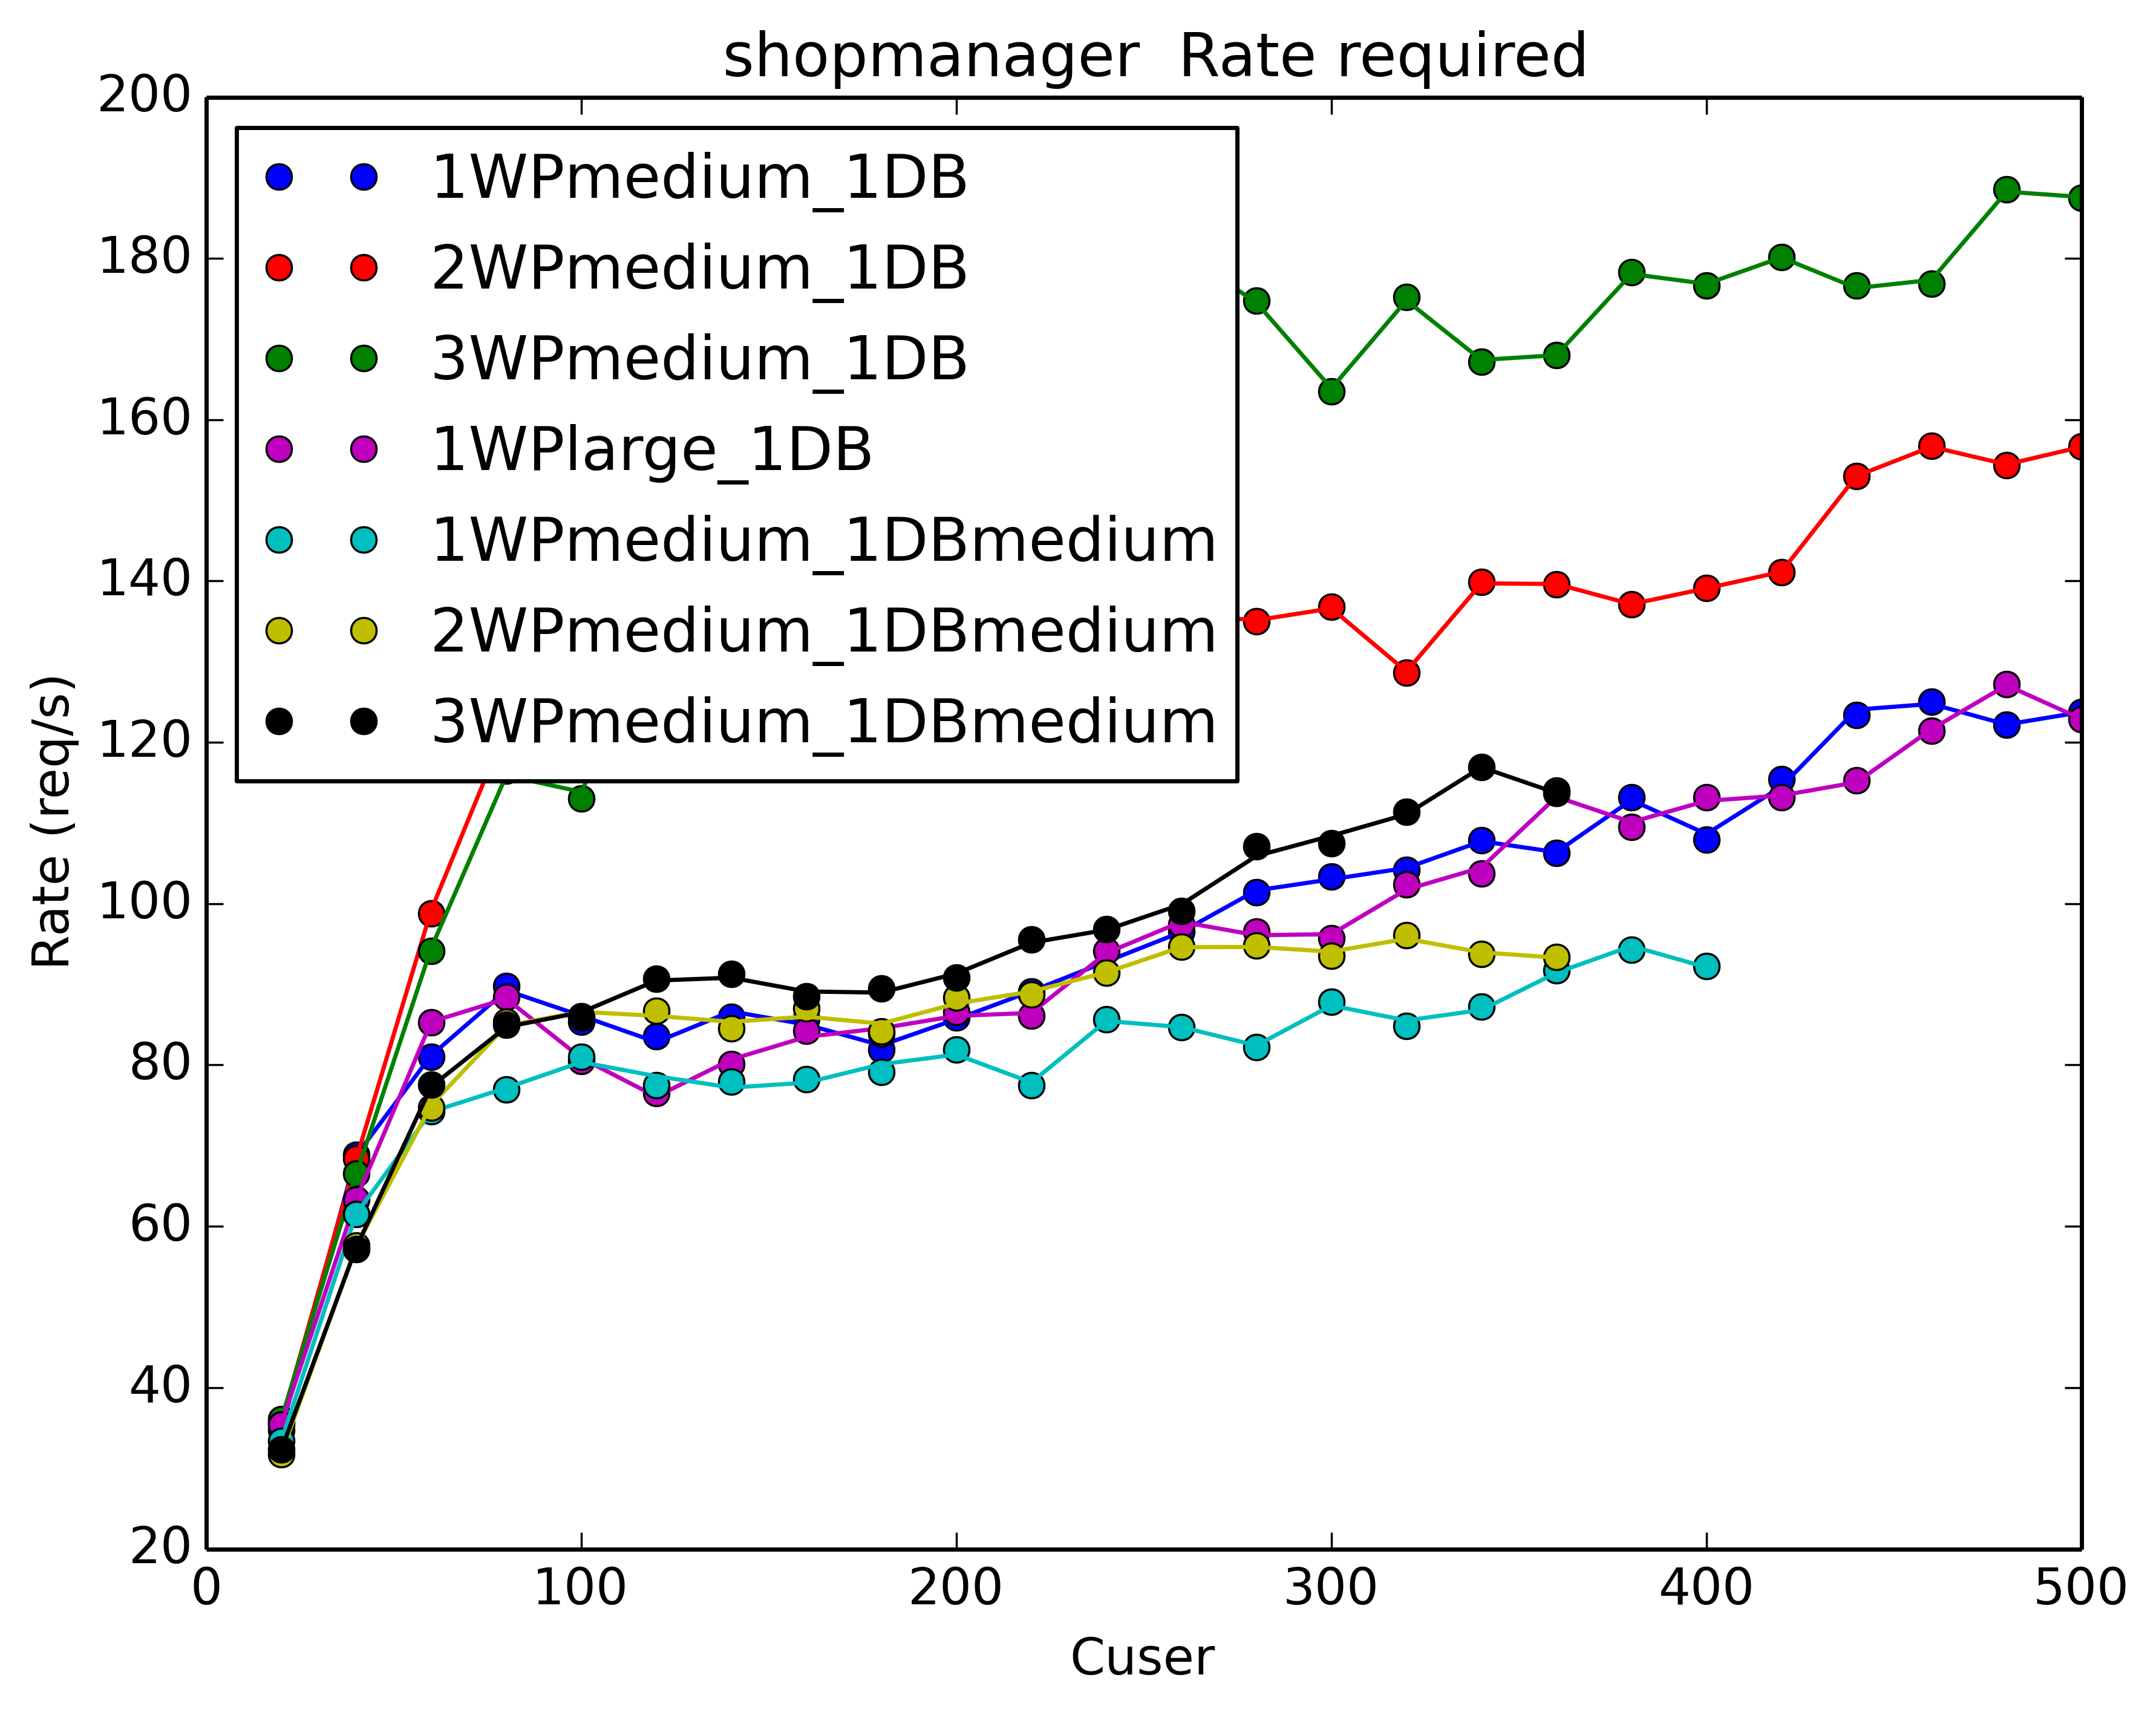 shopmanager  Rate required
200
180
160
140
120
100
80
60
40
20
Rate (req/s)
1WPmedium_1DB
2WPmedium_1DB
3WPmedium_1DB
1WPlarge_1DB
1WPmedium_1DBmedium
2WPmedium_1DBmedium
3WPmedium_1DBmedium
0 100 200 300 400 500
Cuser